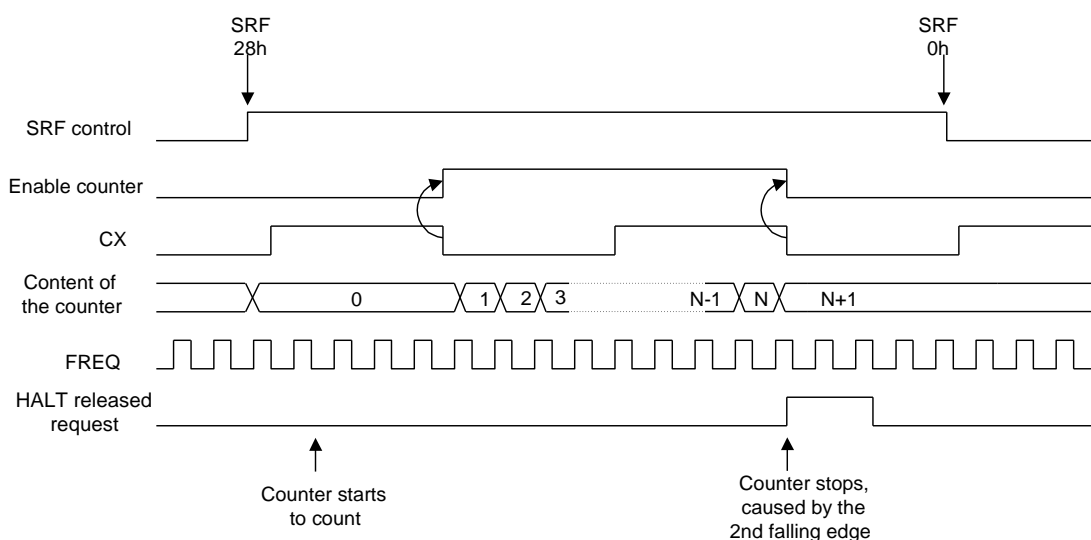 SRF
28h
SRF
0h
SRF control
Enable counter
CX
Content of
the counter
0
1
2
3
N-1
N
N+1
FREQ
HALT released
request
Counter starts
to count
Counter stops,
caused by the
2nd falling edge